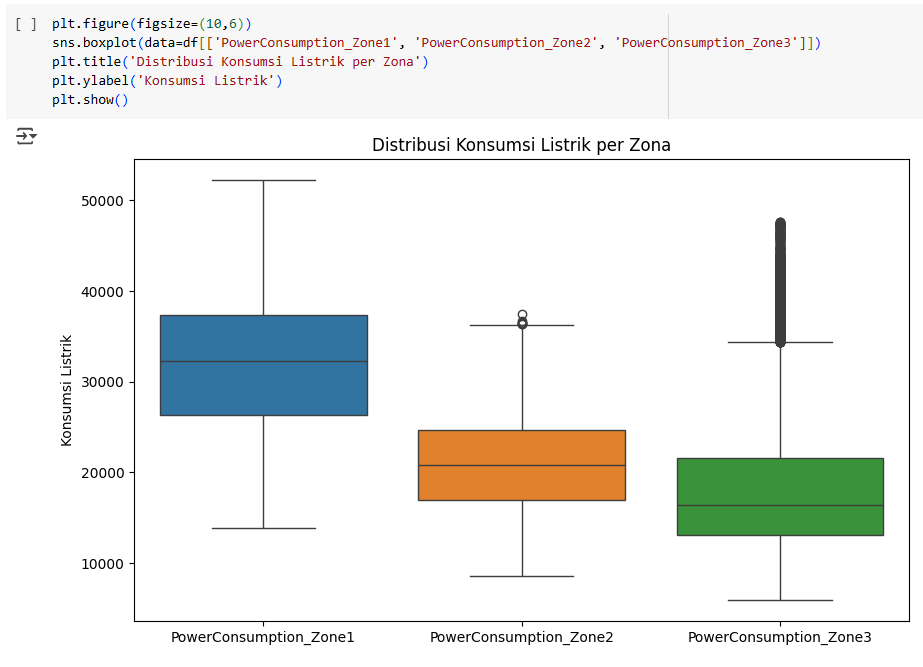 [ ] plt.figure(figsize=(10,6))
sns.boxplot(data=df[['PowerConsumption_Zone1', 'PowerConsumption_Zone2', 'PowerConsumption_Zone3']])
plt.title('Distribusi Konsumsi Listrik per Zona')
plt.ylabel('Konsumsi Listrik')
plt.show()
Distribusi Konsumsi Listrik per Zona
50000
40000
30000
20000
10000
Konsumsi Listrik
PowerConsumption_Zone1 PowerConsumption_Zone2 PowerConsumption_Zone3